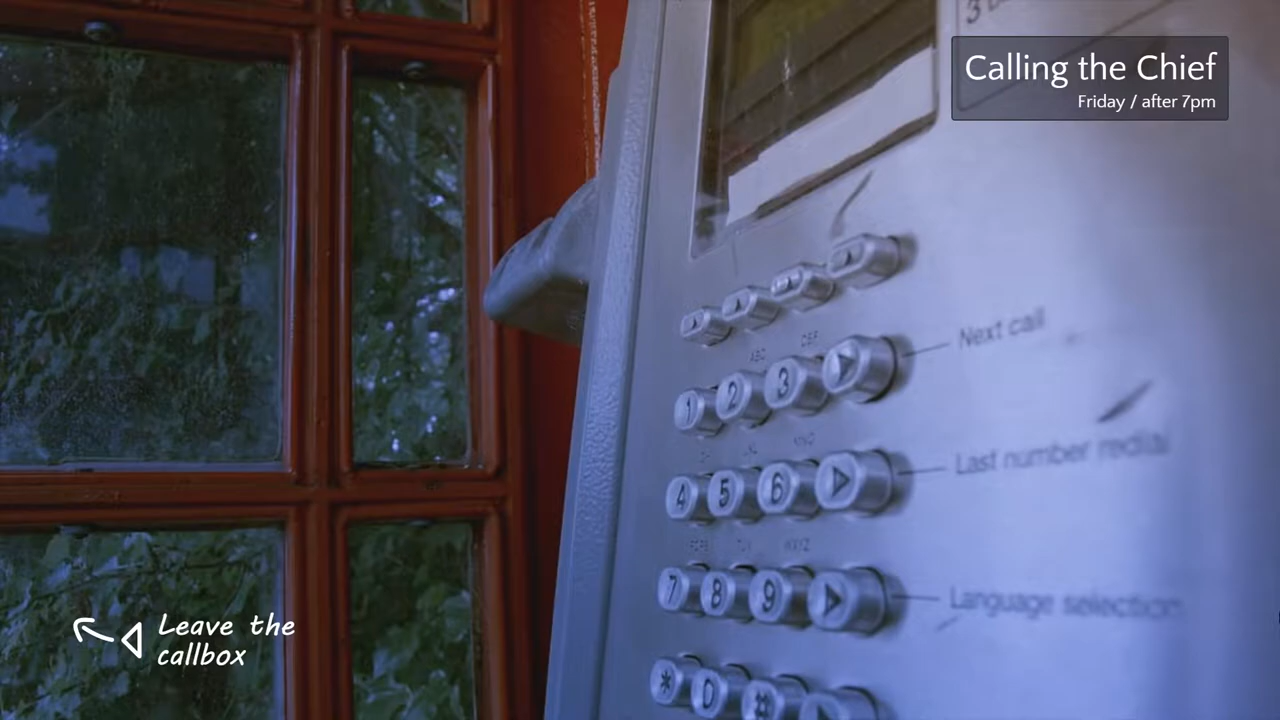 Calling the Chief
Friday / after 7pm
ABC
DEF
1 2 3
Next call
4 5 6
Last number redial
7 8 9
Language selection
* 0 #
Leave the
callbox